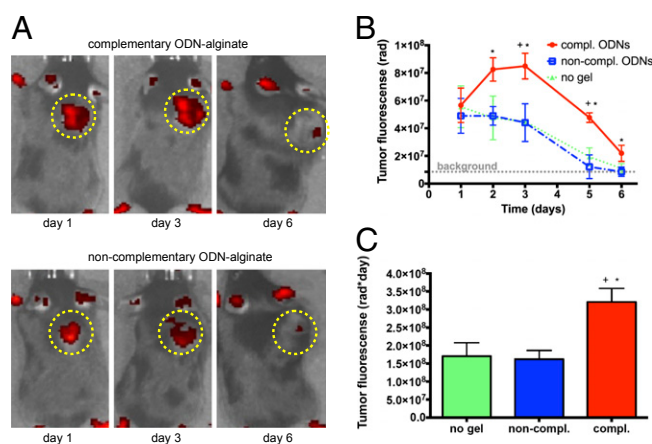 A
complementary ODN-alginate
day 1
day 3
day 6
non-complementary ODN-alginate
day 1
day 3
day 6
B
Tumor fluorescense (rad)
1×10⁸
8×10⁷
6×10⁷
4×10⁷
2×10⁷
0
*
+ *
+ *
*
compl. ODNs
non-compl. ODNs
no gel
background
0 1 2 3 4 5 6
Time (days)
C
Tumor fluorescense (rad*day)
4.0×10⁸
3.5×10⁸
3.0×10⁸
2.5×10⁸
2.0×10⁸
1.5×10⁸
1.0×10⁸
5.0×10⁷
0
+ *
no gel
non-compl.
compl.